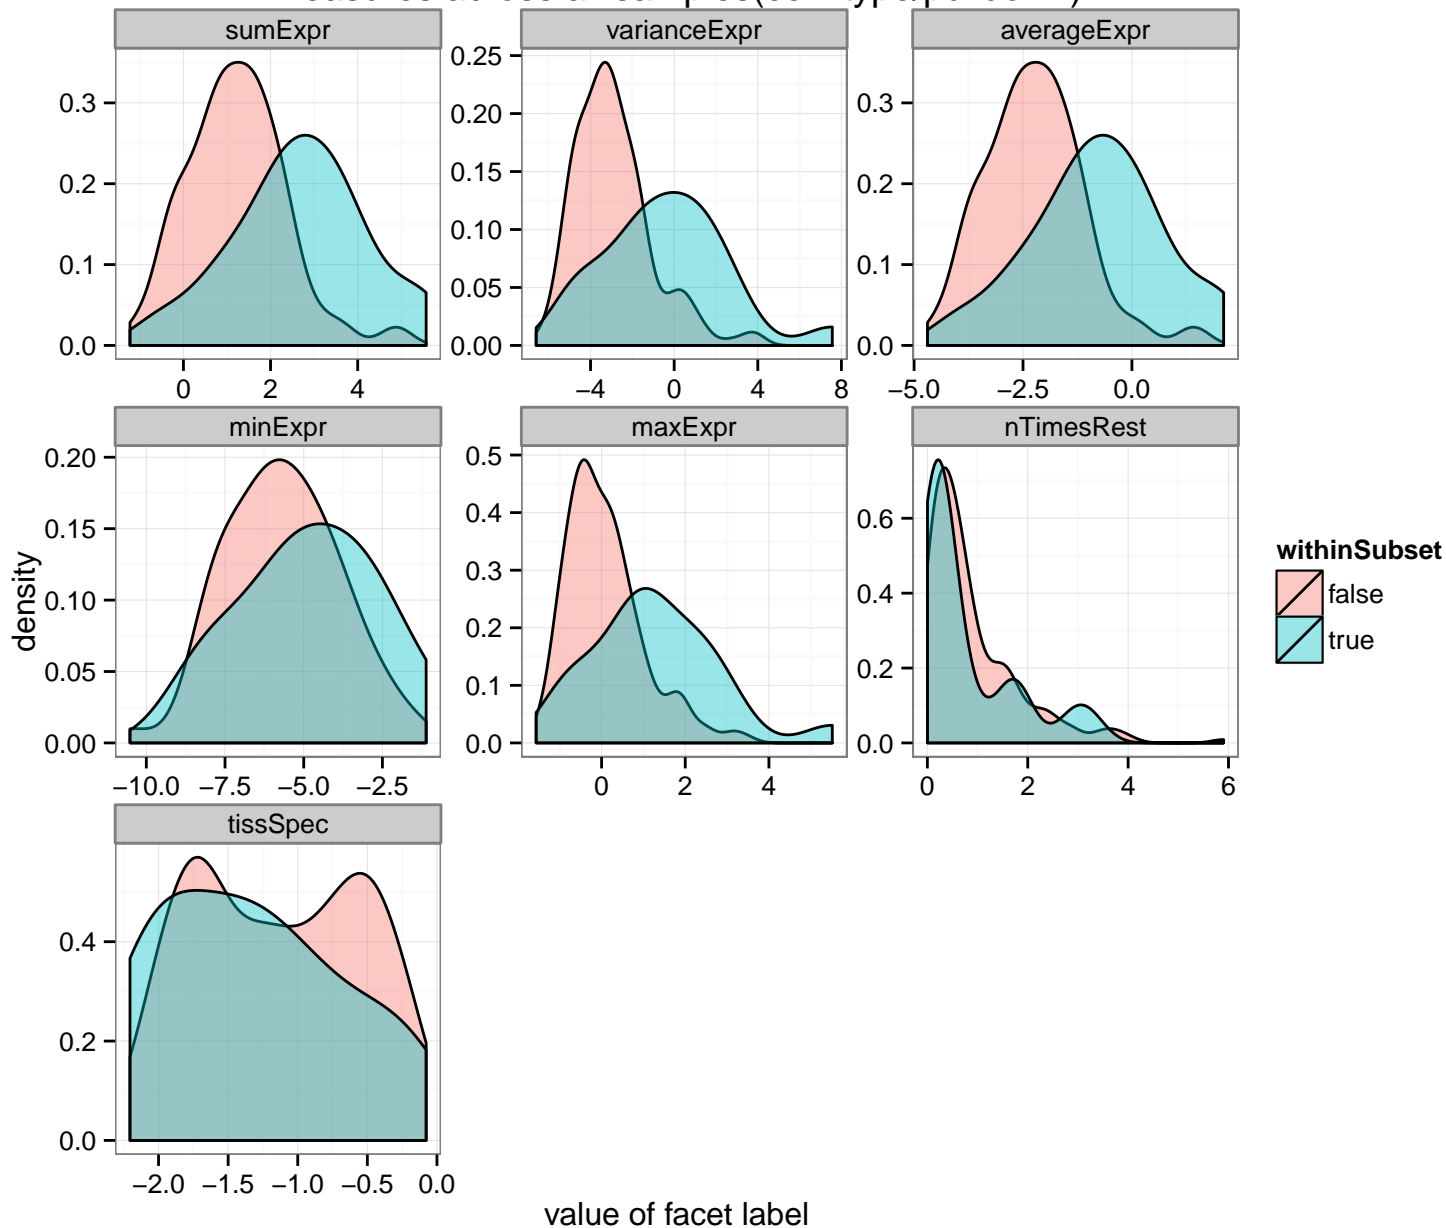 across
sumExpr varianceExpr averageExpr
0.3
0.2
0.1
0.0
0 2 4
0.25
0.20
0.15
0.10
0.05
0.00
−4 0 4 8
0.3
0.2
0.1
0.0
−5.0 −2.5 0.0
minExpr maxExpr nTimesRest
0.20
0.15
0.10
0.05
0.00
−10.0 −7.5 −5.0 −2.5
0.5
0.4
0.3
0.2
0.1
0.0
0 2 4
0.6
0.4
0.2
0.0
0 2 4 6
tissSpec
0.4
0.2
0.0
−2.0 −1.5 −1.0 −0.5 0.0
density
value of facet label
withinSubset
false
true